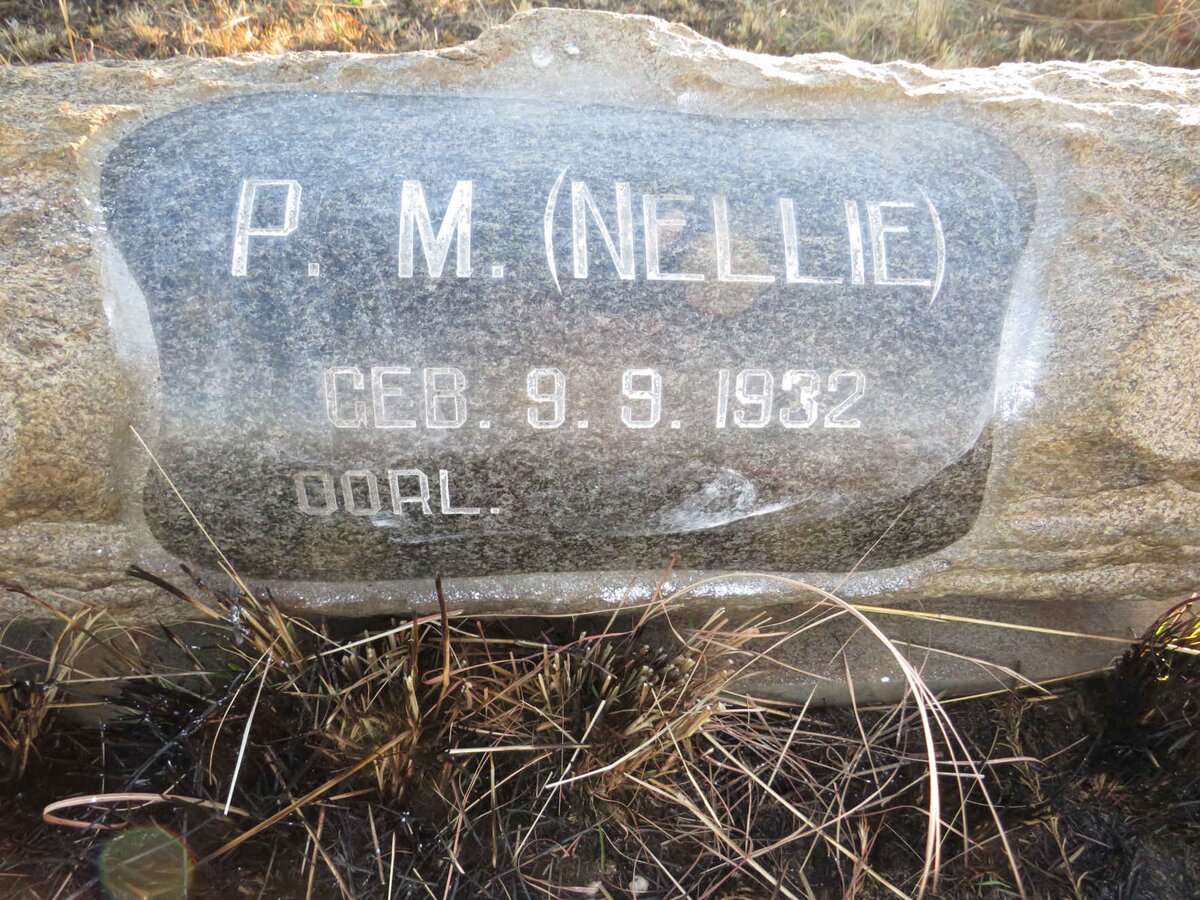 P. M. (NELLIE)
GEB. 9. 9. 1932
OORL.